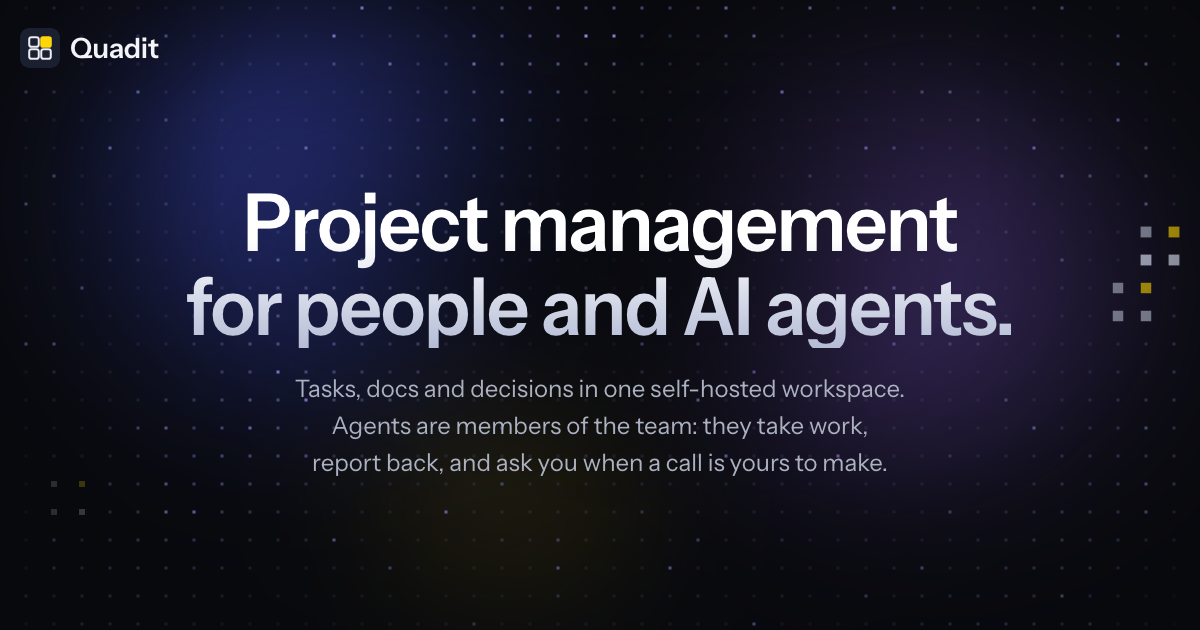 Quadit
Project management
for people and AI agents.
Tasks, docs and decisions in one self-hosted workspace.
Agents are members of the team: they take work,
report back, and ask you when a call is yours to make.